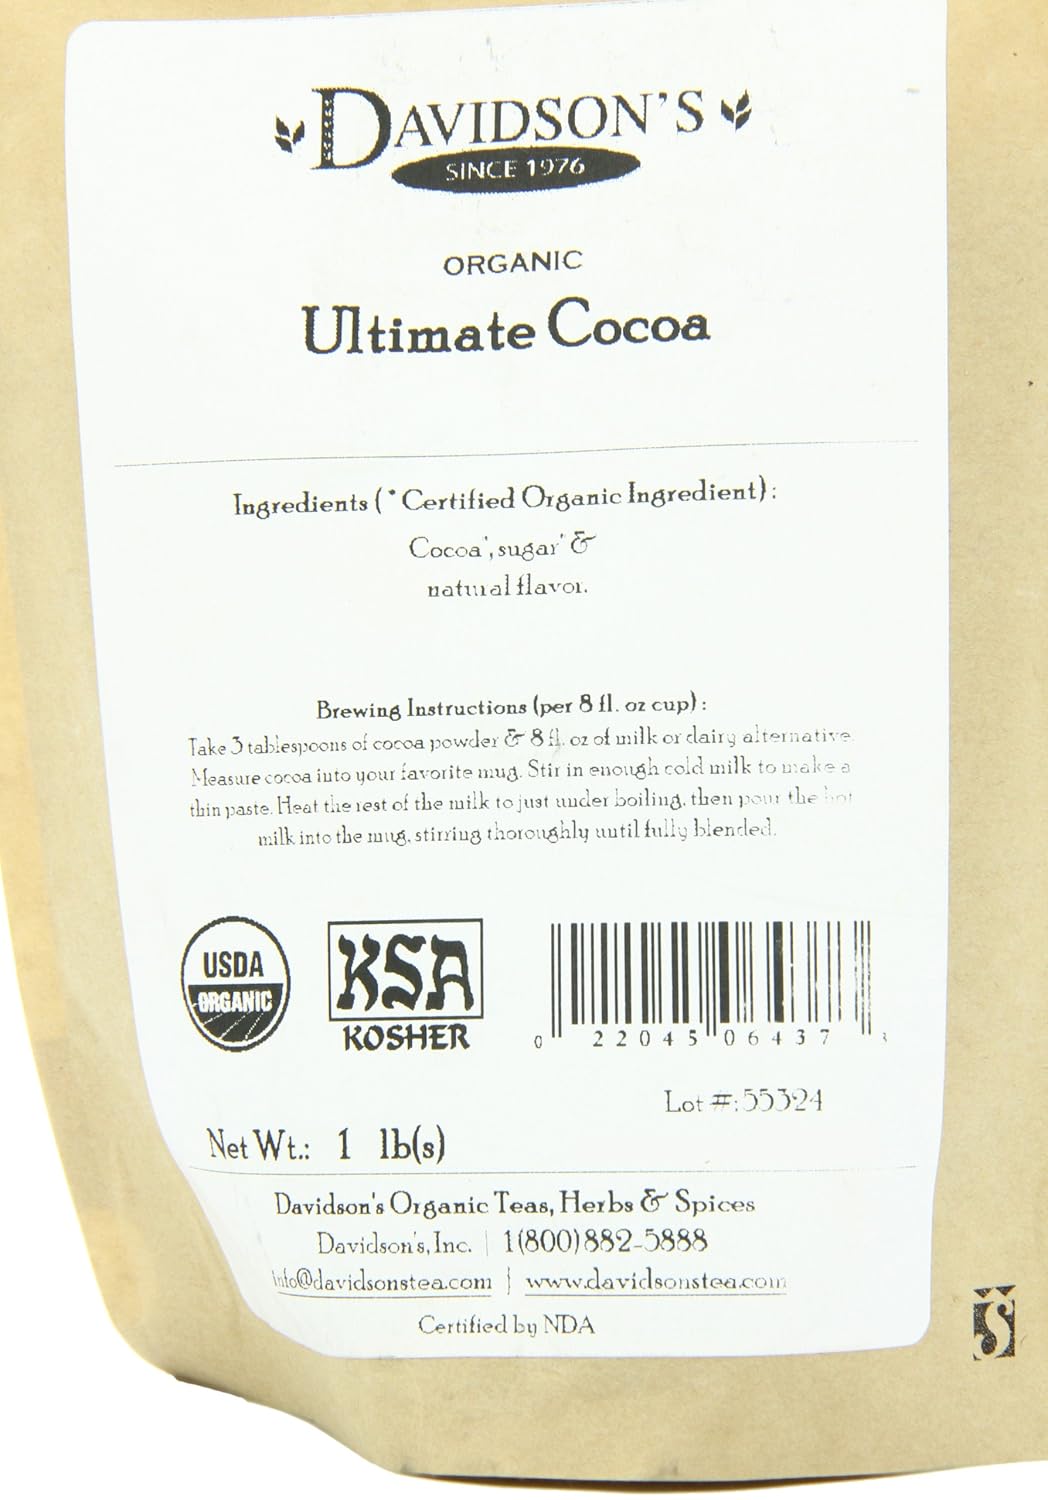 DAVIDSON'S
SINCE 1976
ORGANIC
Ultimate Cocoa
Ingredients (*Certified Organic Ingredient):
Cocoa*, sugar* &
natural flavor.
Brewing Instructions (per 8 fl. oz cup):
Take 3 tablespoons of cocoa powder & 8 fl. oz of milk or dairy alternative.
Measure cocoa into your favorite mug. Stir in enough cold milk to make a
thin paste. Heat the rest of the milk to just under boiling, then pour the hot
milk into the mug, stirring thoroughly until fully blended.
USDA
ORGANIC
KSA
KOSHER
0 22045 06437 3
Lot #: 55324
Net Wt.: 1 lb(s)
Davidson's Organic Teas, Herbs & Spices
Davidson's, Inc. | 1(800)882-5888
info@davidsonstea.com | www.davidsonstea.com
Certified by NDA